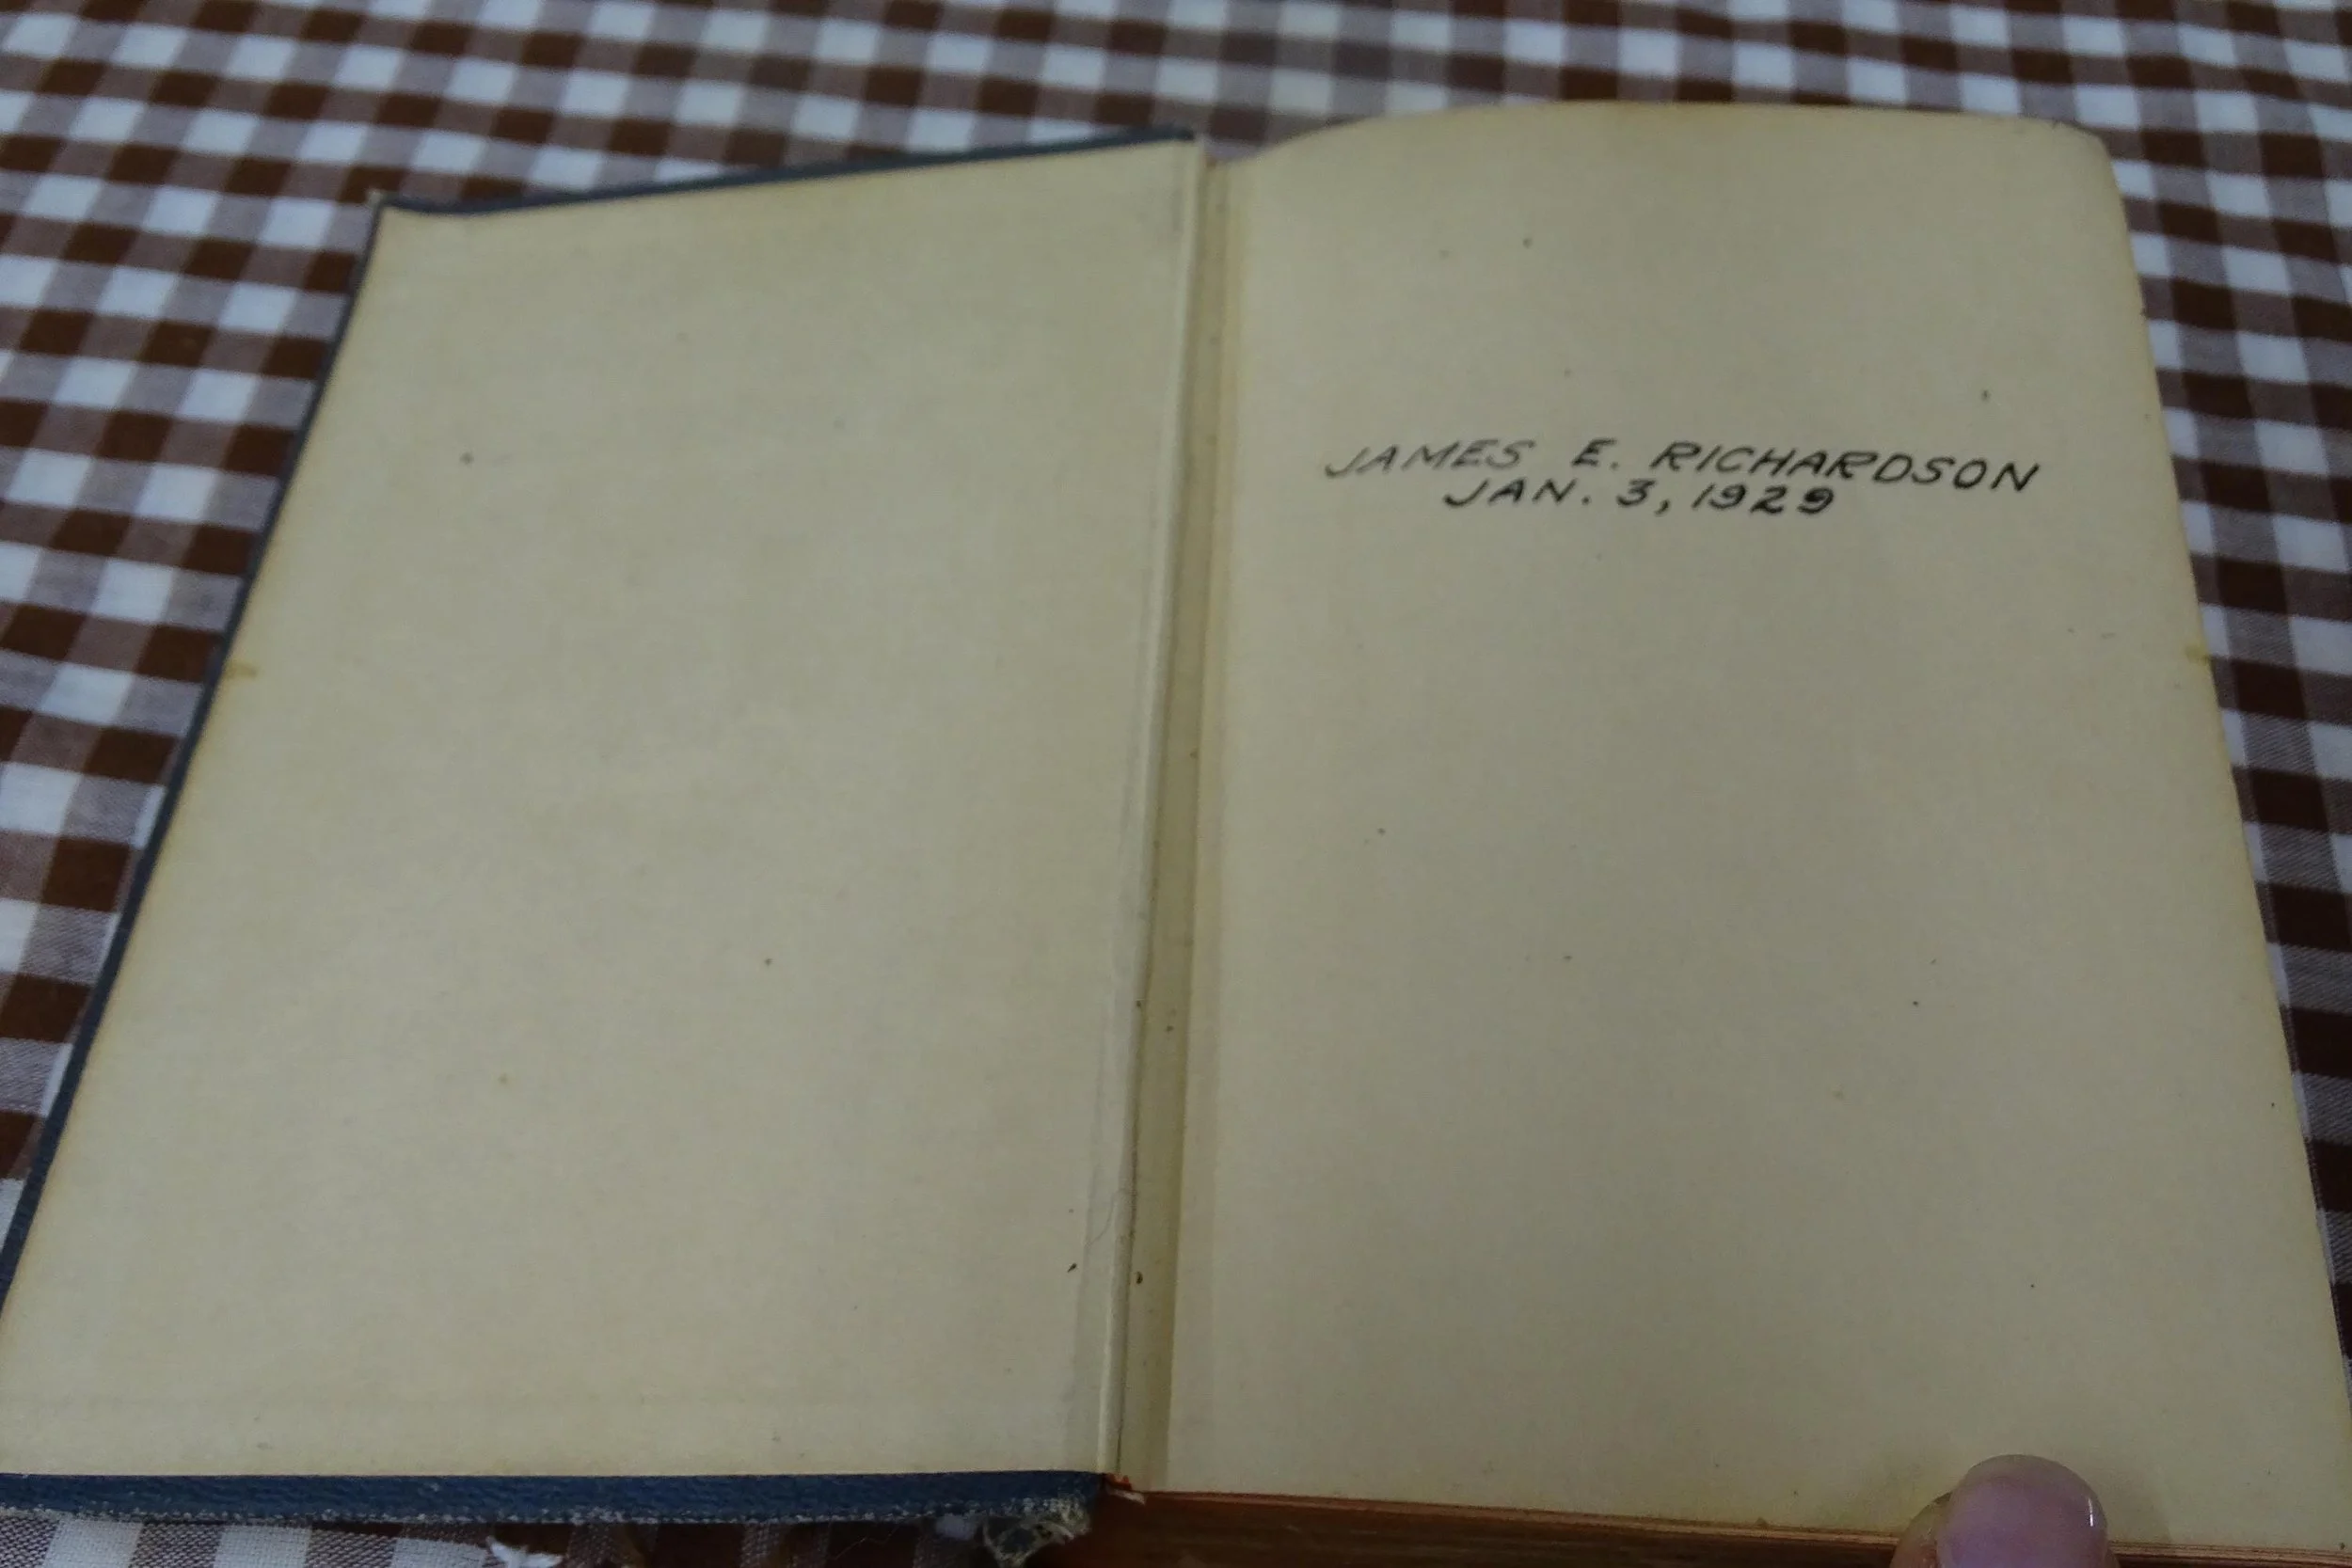 JAMES E. RICHARDSON
JAN. 3, 1929